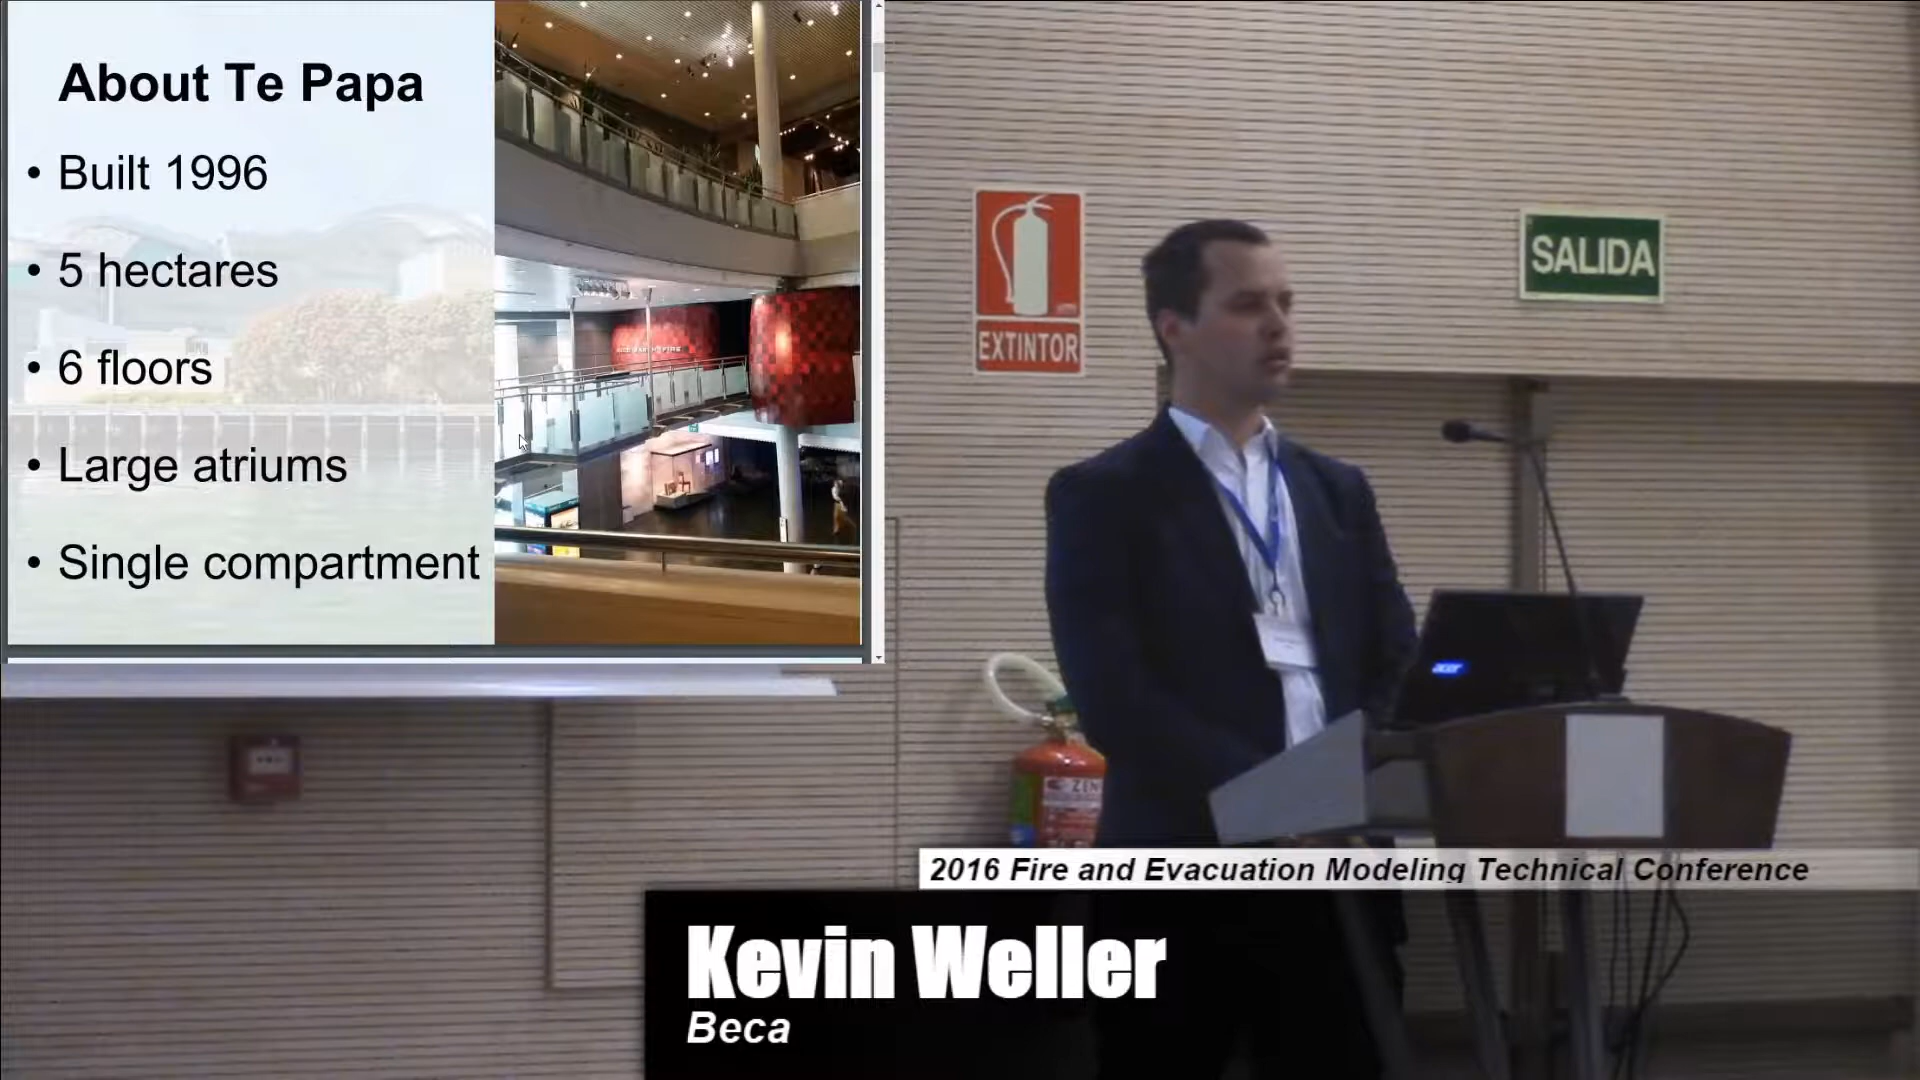 About Te Papa
• Built 1996
• 5 hectares
• 6 floors
• Large atriums
• Single compartment
EXTINTOR
SALIDA
acer
ZEN
2016 Fire and Evacuation Modeling Technical Conference
Kevin Weller
Beca